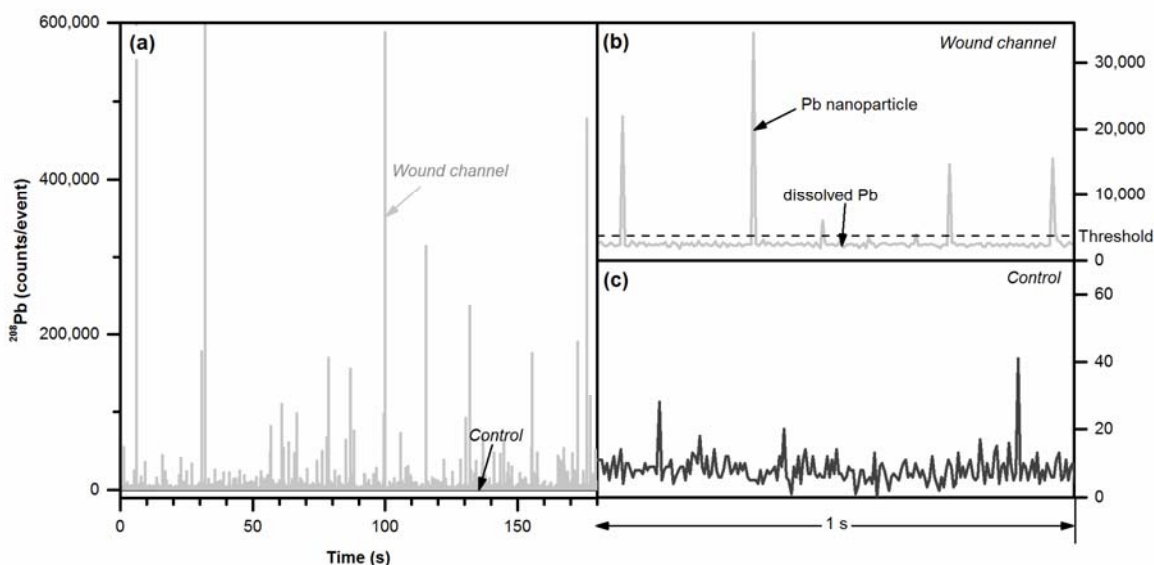 600,000
400,000
200,000
0
²⁰⁸Pb (counts/event)
(a)
Wound channel
Control
0
50
100
150
Time (s)
(b)
Wound channel
Pb nanoparticle
dissolved Pb
30,000
20,000
10,000
Threshold
0
(c)
Control
60
40
20
0
1 s